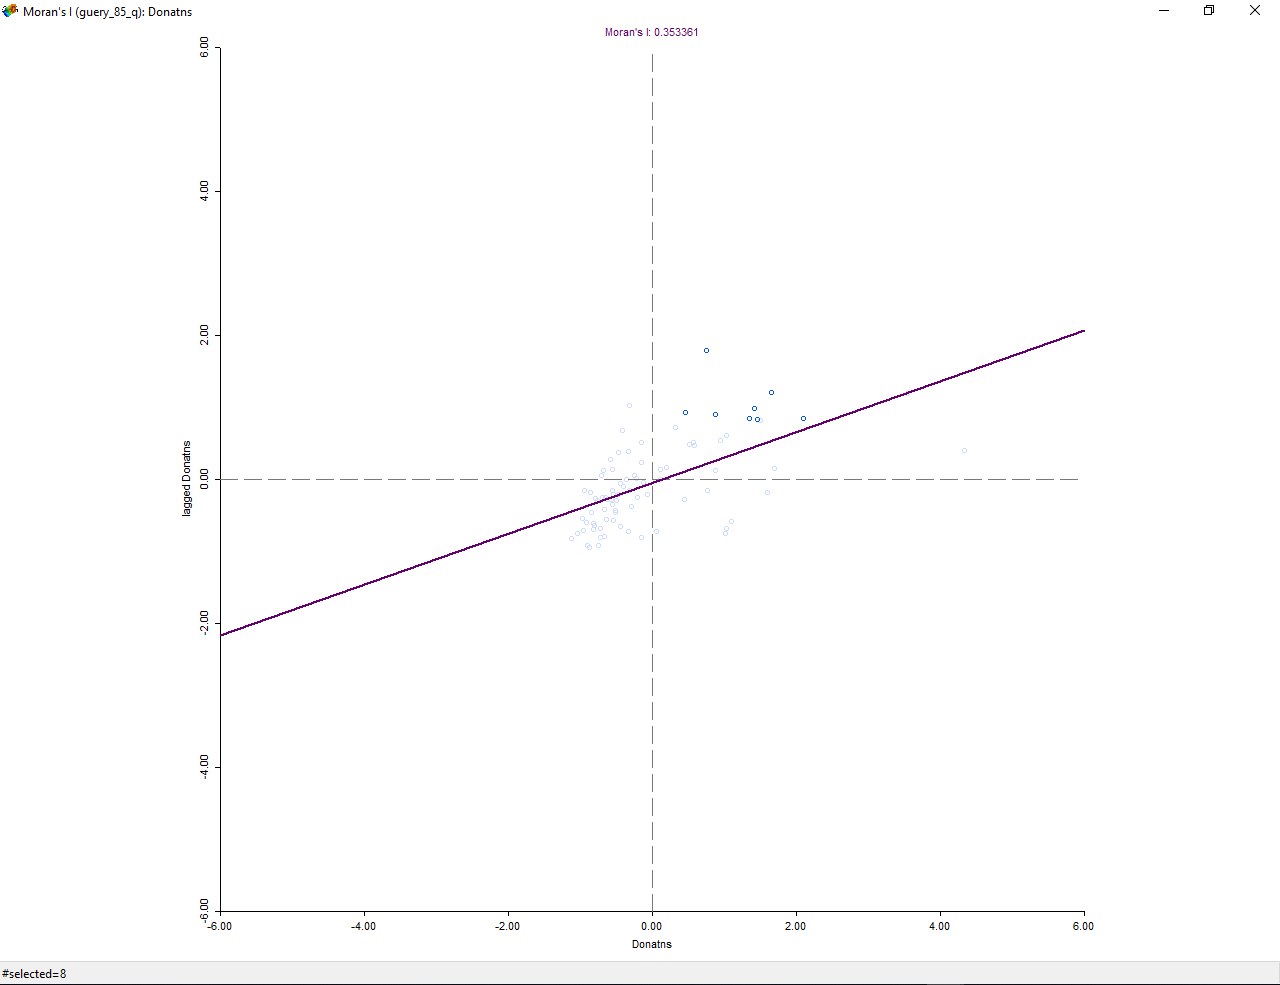 Moran's I (guery_85_q): Donatns
Moran's I: 0.353361
6.00
4.00
2.00
0.00
-2.00
-4.00
-6.00
lagged Donatns
-6.00 -4.00 -2.00 0.00 2.00 4.00 6.00
Donatns
#selected=8